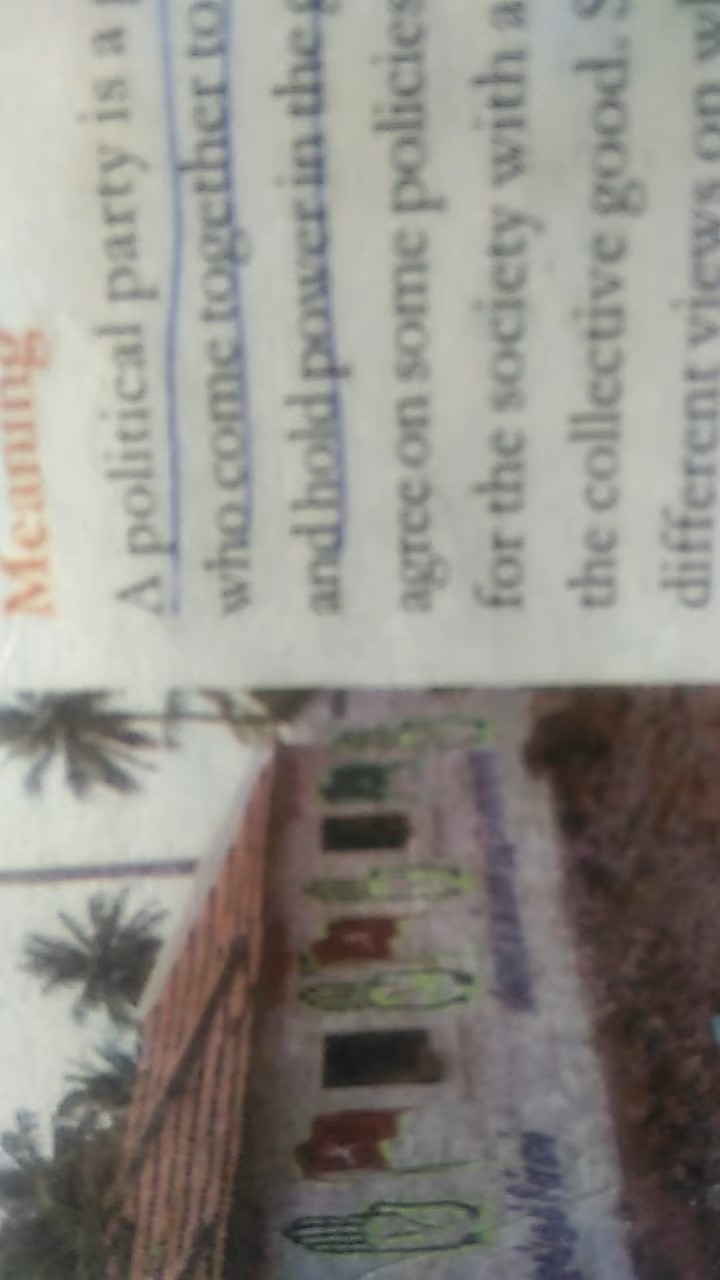 Meaning
A political party is a
who come together to
and hold power in the
agree on some policies
for the society with a
the collective good. S
different views on